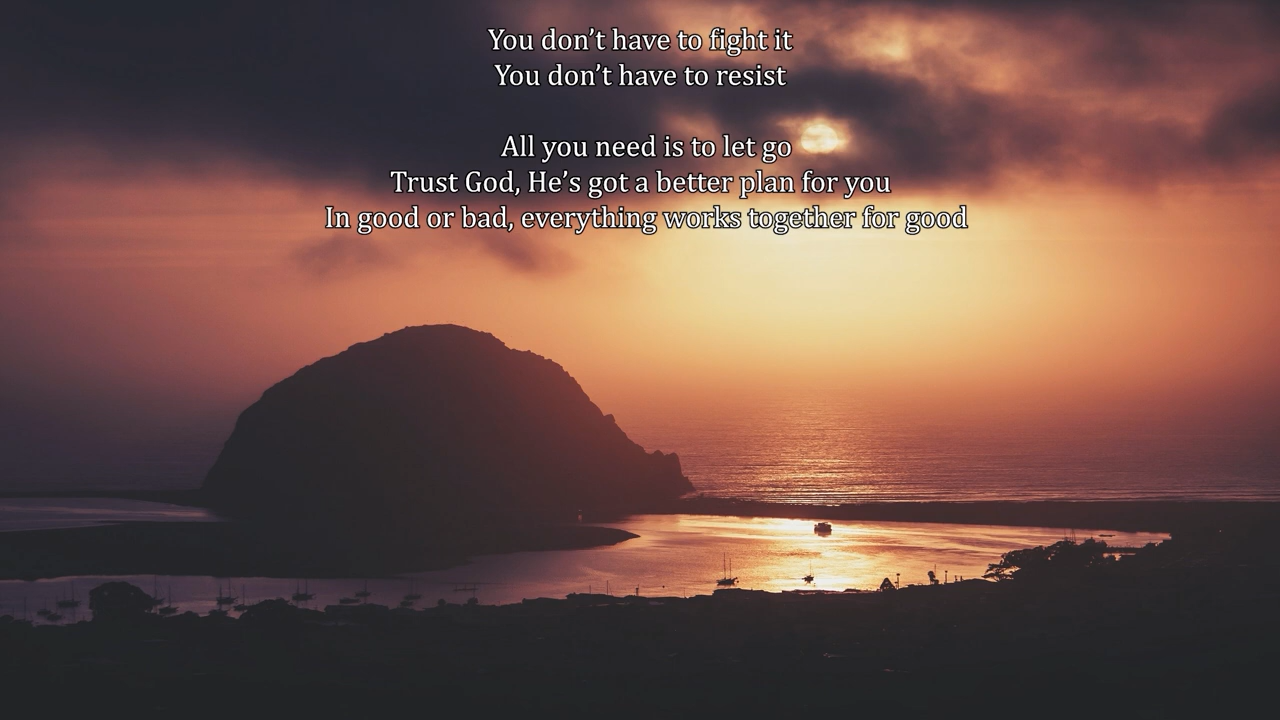 You don’t have to fight it
You don’t have to resist
All you need is to let go
Trust God, He’s got a better plan for you
In good or bad, everything works together for good